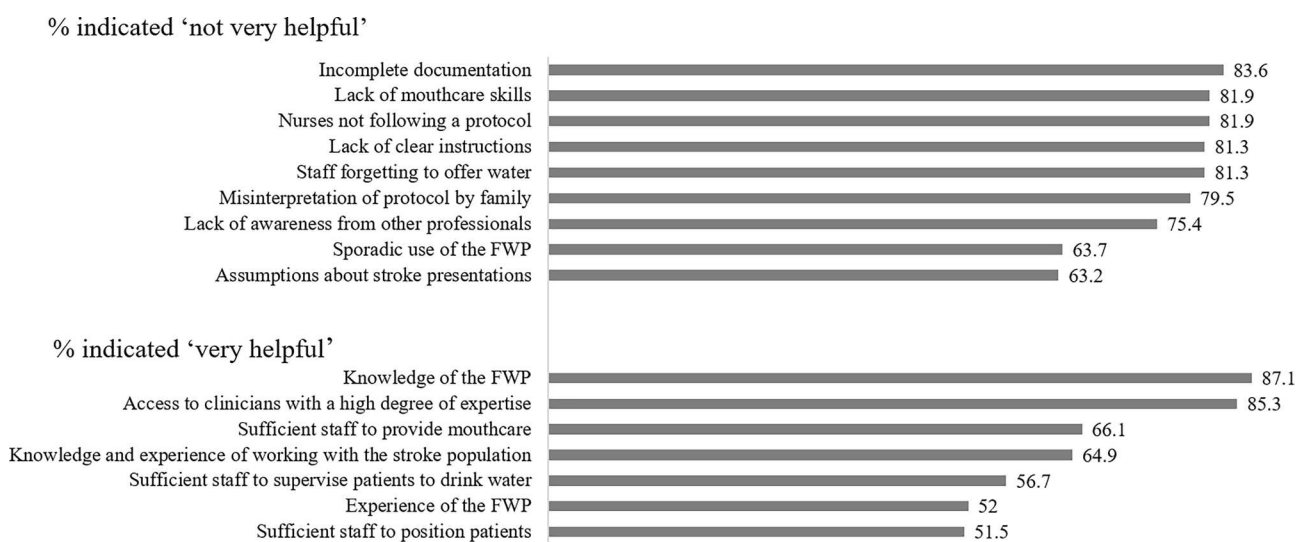 % indicated ‘not very helpful’
Incomplete documentation 83.6
Lack of mouthcare skills 81.9
Nurses not following a protocol 81.9
Lack of clear instructions 81.3
Staff forgetting to offer water 81.3
Misinterpretation of protocol by family 79.5
Lack of awareness from other professionals 75.4
Sporadic use of the FWP 63.7
Assumptions about stroke presentations 63.2
% indicated ‘very helpful’
Knowledge of the FWP 87.1
Access to clinicians with a high degree of expertise 85.3
Sufficient staff to provide mouthcare 66.1
Knowledge and experience of working with the stroke population 64.9
Sufficient staff to supervise patients to drink water 56.7
Experience of the FWP 52
Sufficient staff to position patients 51.5